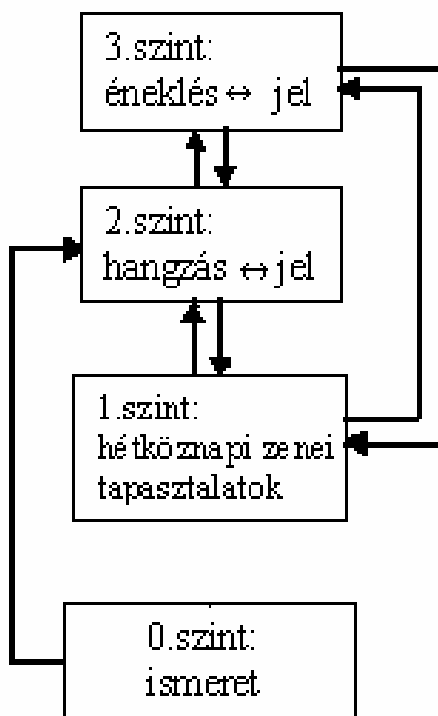 3.szint:
éneklés ↔ jel
2.szint:
hangzás ↔ jel
1.szint:
hétköznapi zenei
tapasztalatok
0.szint:
ismeret